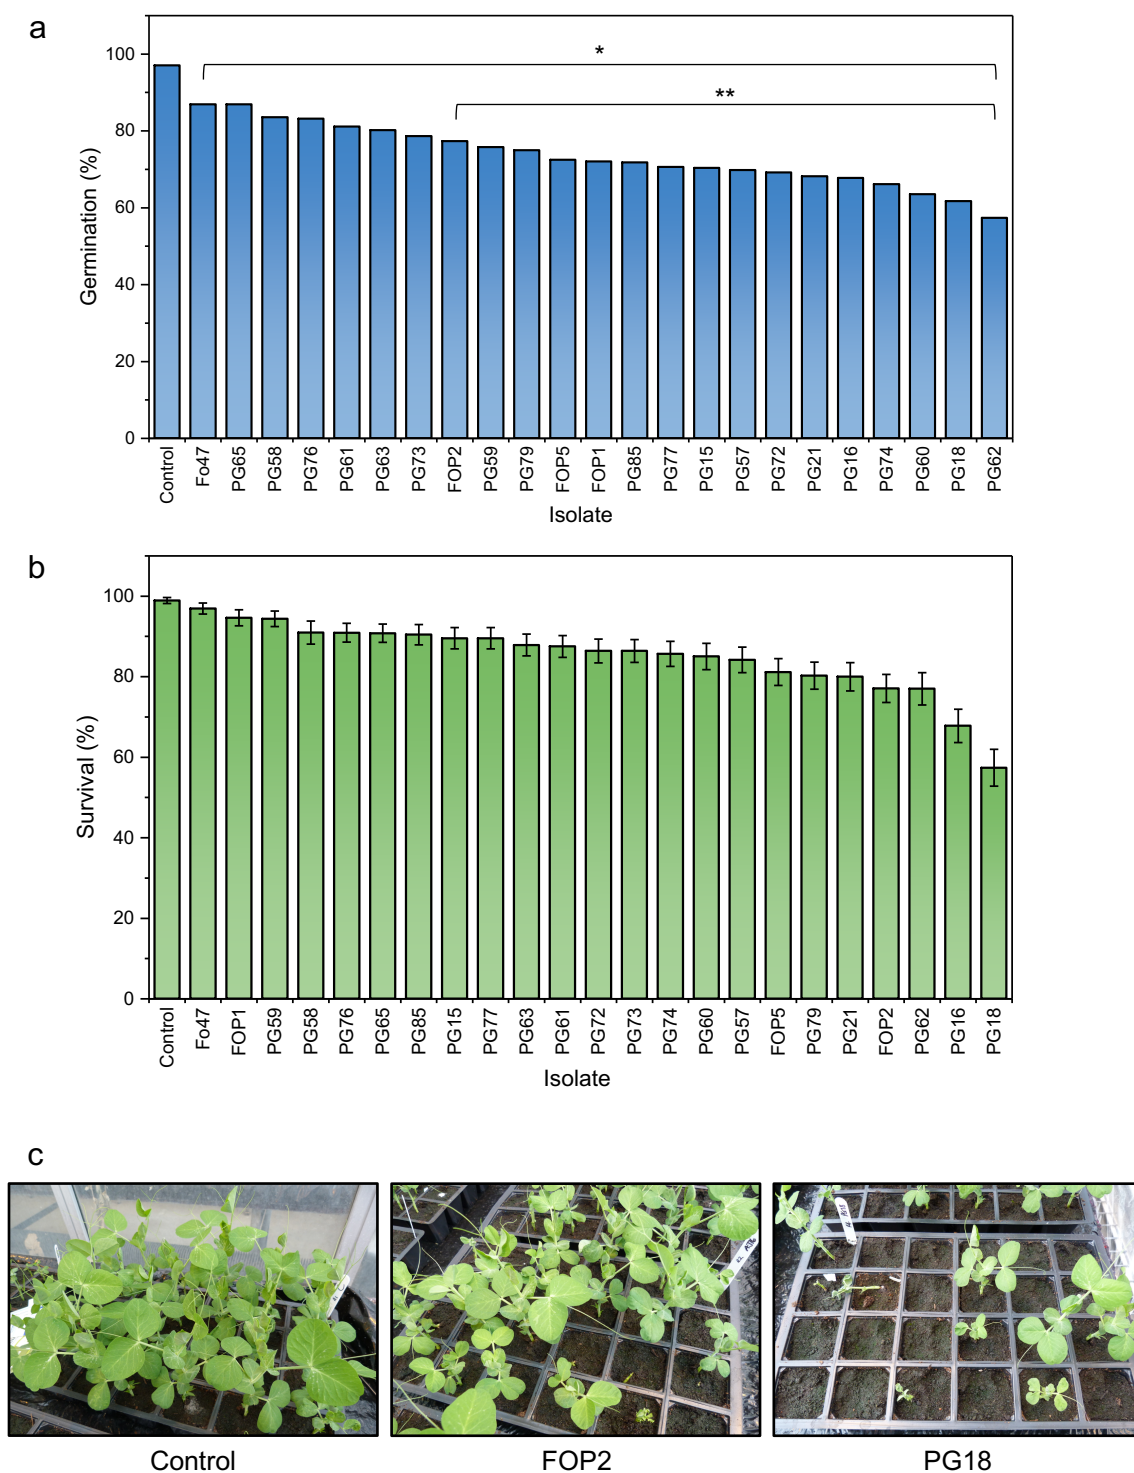 a
*
**
100
80
60
40
20
0
Germination (%)
Control Fo47 PG65 PG58 PG76 PG61 PG63 PG73 FOP2 PG59 PG79 FOP5 FOP1 PG85 PG77 PG15 PG57 PG72 PG21 PG16 PG74 PG60 PG18 PG62
Isolate
b
100
80
60
40
20
0
Survival (%)
Control Fo47 FOP1 PG59 PG58 PG76 PG65 PG85 PG15 PG77 PG63 PG61 PG72 PG73 PG74 PG60 PG57 FOP5 PG79 PG21 FOP2 PG62 PG16 PG18
Isolate
c
Control FOP2 PG18